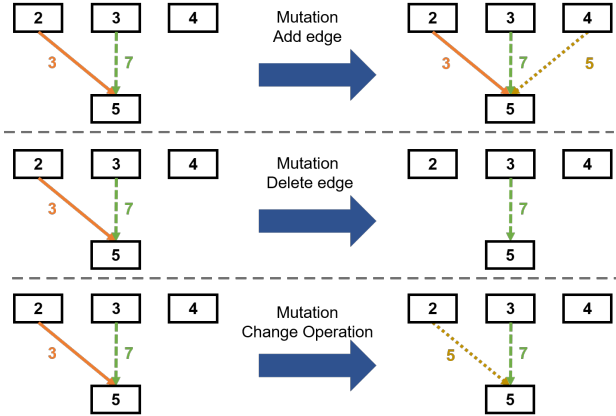 2 3 4 Mutation 2 3 4
Add edge
3 7 3 7 5
5 5
2 3 4 Mutation 2 3 4
Delete edge
3 7 7
5 5
2 3 4 Mutation 2 3 4
Change Operation
3 7 5 7
5 5